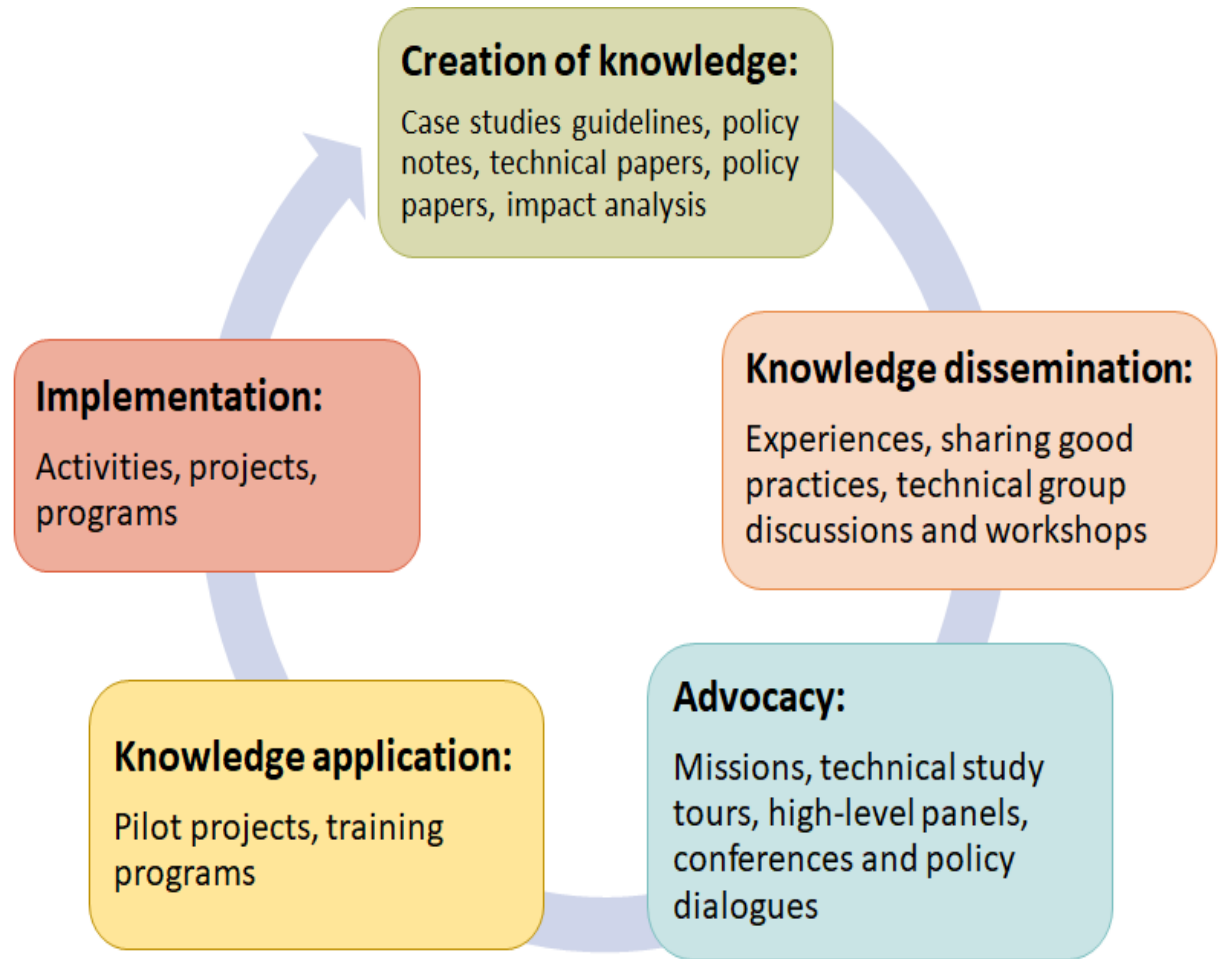 Creation of knowledge:
Case studies guidelines, policy
notes, technical papers, policy
papers, impact analysis
Knowledge dissemination:
Experiences, sharing good
practices, technical group
discussions and workshops
Advocacy:
Missions, technical study
tours, high-level panels,
conferences and policy
dialogues
Knowledge application:
Pilot projects, training
programs
Implementation:
Activities, projects,
programs